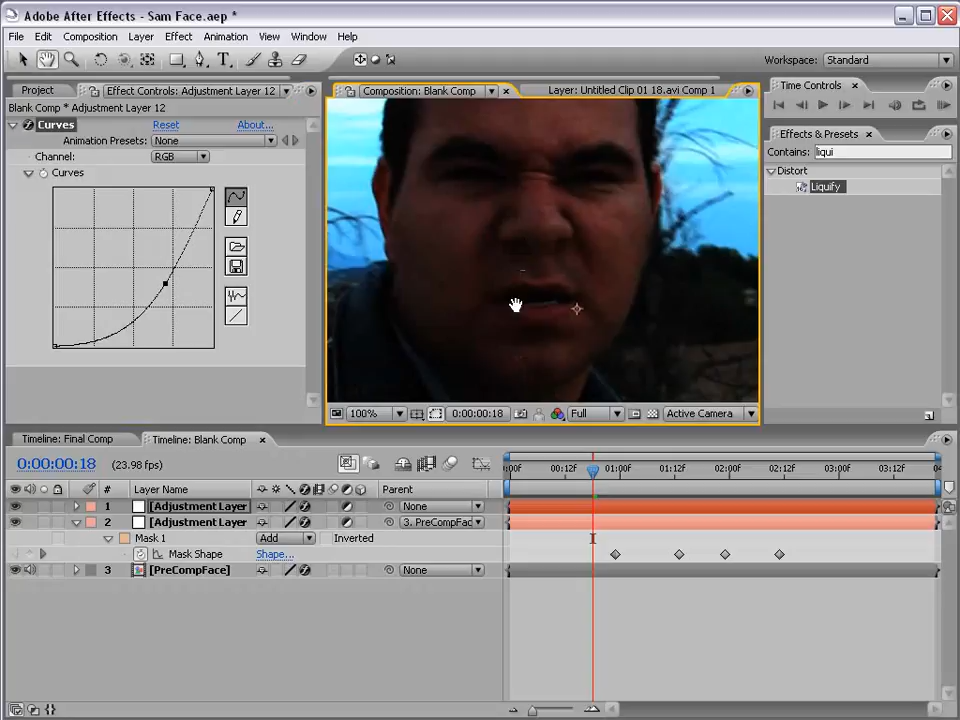 Adobe After Effects - Sam Face.aep *
File Edit Composition Layer Effect Animation View Window Help
Workspace: Standard
Project Effect Controls: Adjustment Layer 12
Blank Comp * Adjustment Layer 12
Curves Reset About...
Animation Presets: None
Channel: RGB
Curves
Composition: Blank Comp Layer: Untitled Clip 01 18.avi Comp 1
100% 0:00:00:18 Full Active Camera
Time Controls
Effects & Presets
Contains: liqui
Distort
Liquify
Timeline: Final Comp Timeline: Blank Comp
0:00:00:18 (23.98 fps)
# Layer Name Parent
00:12F 01:00F 01:12F 02:00F 02:12F 03:00F 03:12F
1 [Adjustment Layer None
2 [Adjustment Layer 3. PreCompFac
Mask 1 Add Inverted
Mask Shape Shape...
3 [PreCompFace] None